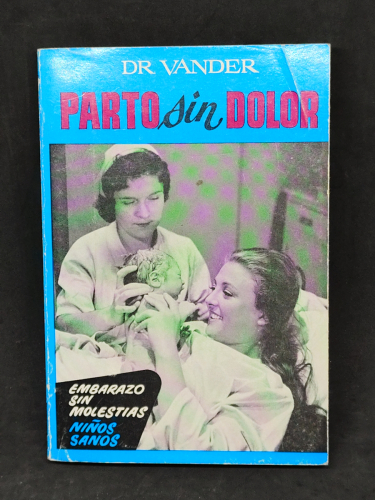 DR VANDER
PARTO sin DOLOR
EMBARAZO
SIN
MOLESTIAS
NIÑOS
SANOS